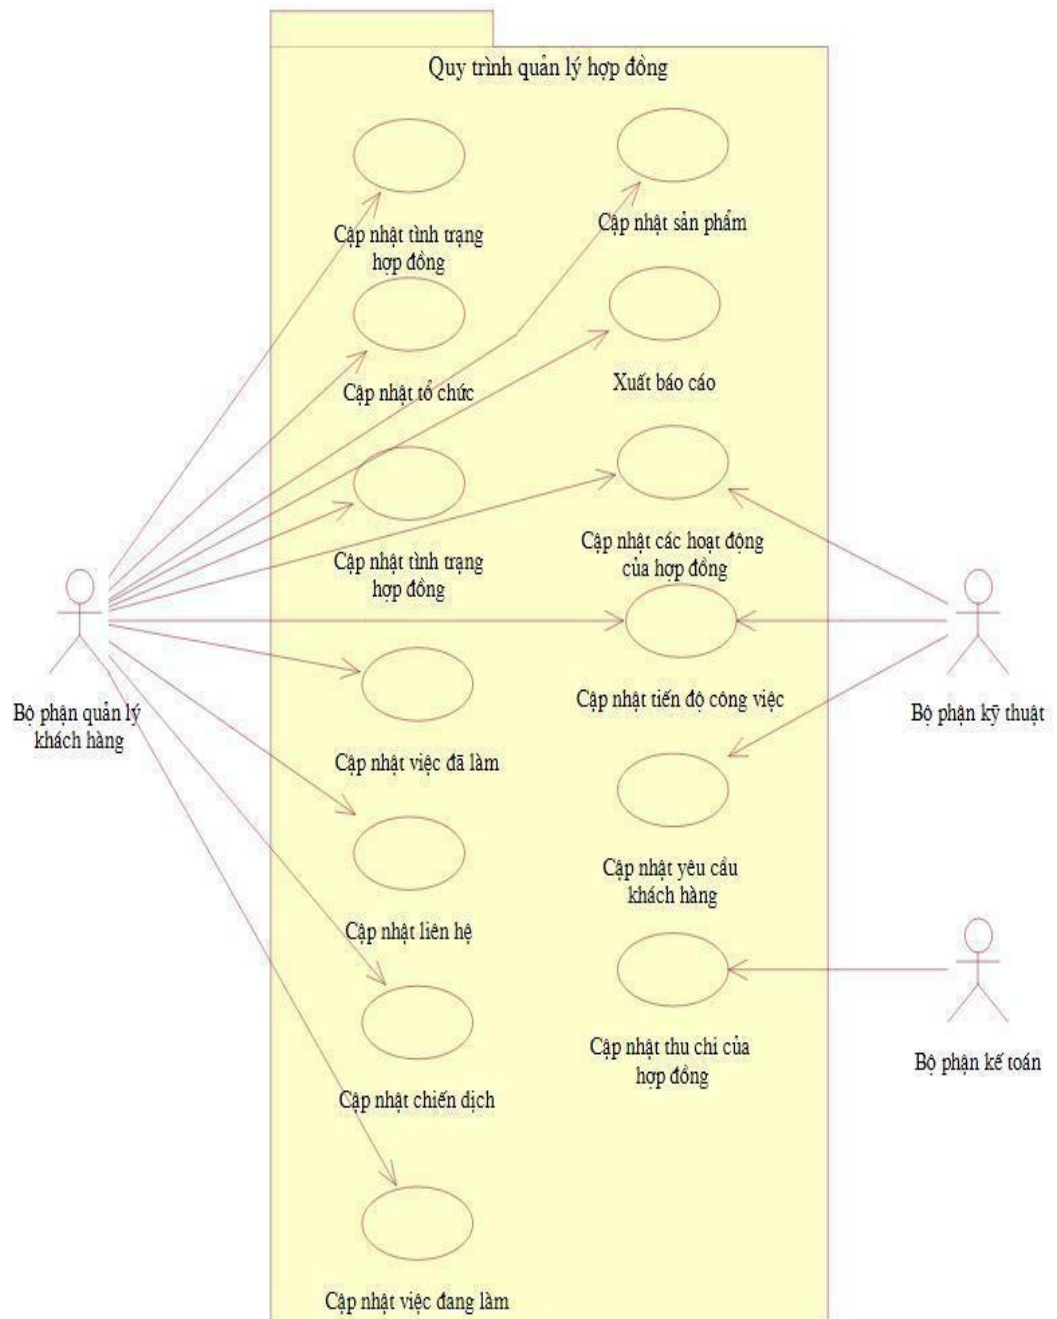 Quy trình quản lý hợp đồng
Cập nhật tình trạng
hợp đồng
Cập nhật sản phẩm
Cập nhật tổ chức
Xuất báo cáo
Cập nhật tình trạng
hợp đồng
Cập nhật các hoạt động
của hợp đồng
Bộ phận quản lý
khách hàng
Cập nhật tiến độ công việc
Bộ phận kỹ thuật
Cập nhật việc đã làm
Cập nhật yêu cầu
khách hàng
Cập nhật liên hệ
Cập nhật thu chi của
hợp đồng
Bộ phận kế toán
Cập nhật chiến dịch
Cập nhật việc đang làm